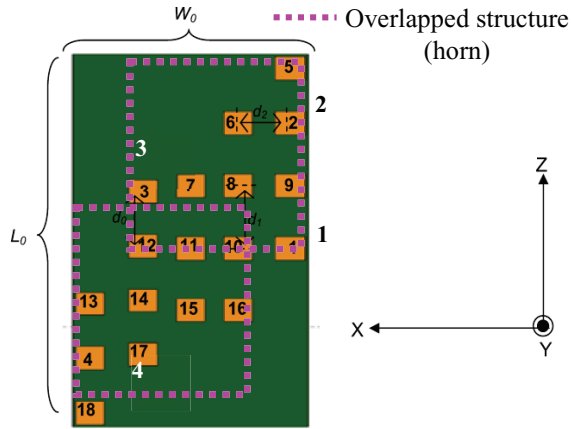 W0
Overlapped structure
(horn)
5
2
6 d2 2
3
3 7 8 9
Z
L0
d0 d1
1
12 11 10 1
13 14
15 16
X
Y
4 17
4
18